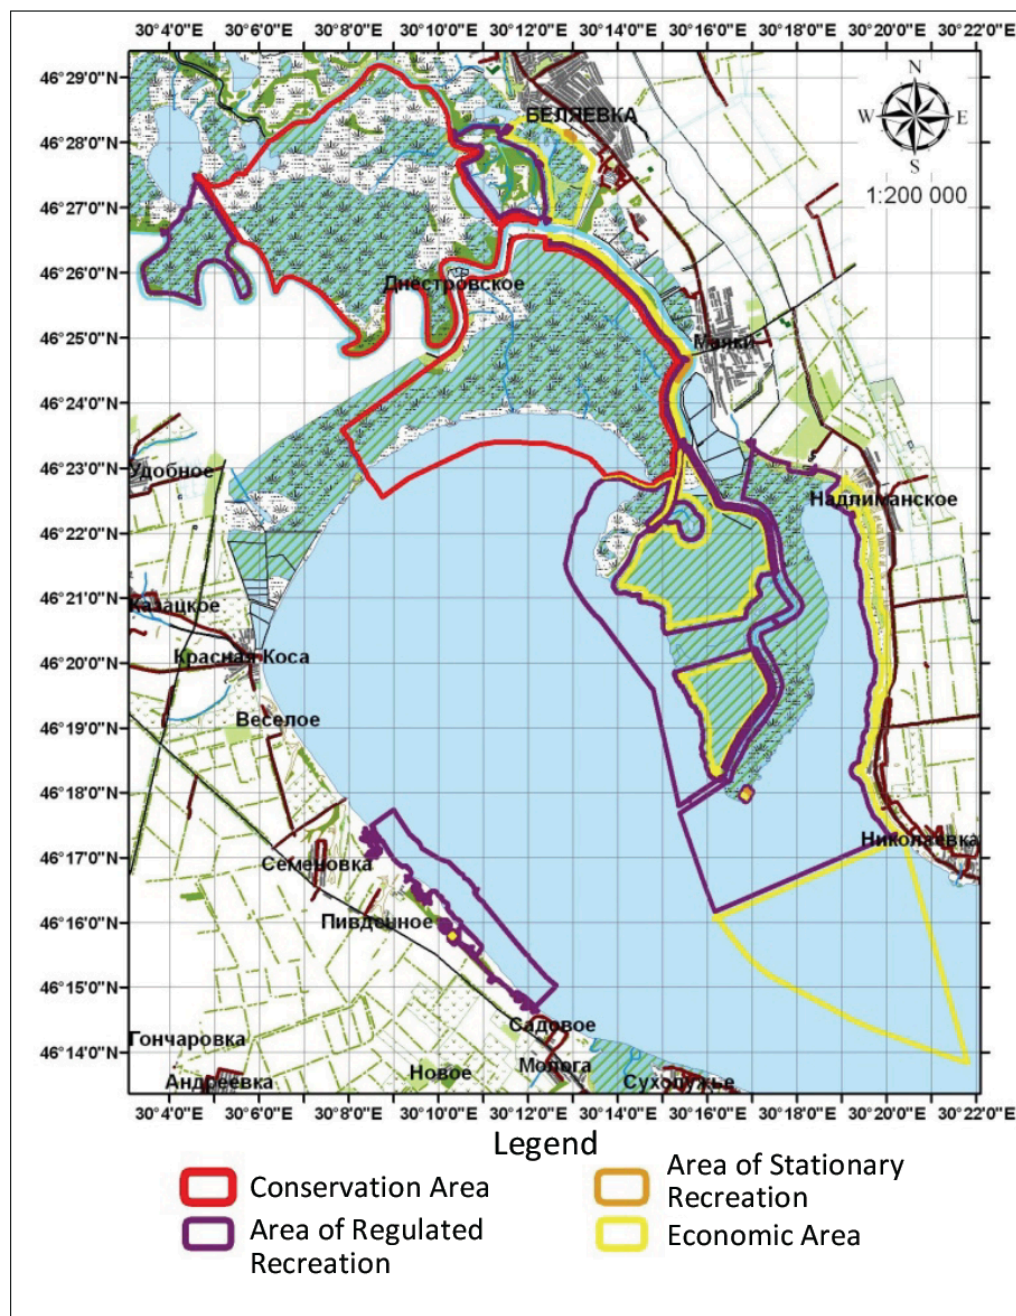 30°4'0"E 30°6'0"E 30°8'0"E 30°10'0"E 30°12'0"E 30°14'0"E 30°16'0"E 30°18'0"E 30°20'0"E 30°22'0"E
46°29'0"N
N
БЕЛЯЕВКА
W E
46°28'0"N
S
1:200 000
46°27'0"N
46°26'0"N
Днестровское
46°25'0"N
Маяки
46°24'0"N
46°23'0"N
Удобное
Надлиманское
46°22'0"N
46°21'0"N
Казацкое
46°20'0"N
Красная Коса
46°19'0"N
Веселое
46°18'0"N
Николаевка
46°17'0"N
Семеновка
46°16'0"N
Пивденное
46°15'0"N
Садовое
46°14'0"N
Гончаровка
Молога
Новое
Андреевка
Сухолужье
30°4'0"E 30°6'0"E 30°8'0"E 30°10'0"E 30°12'0"E 30°14'0"E 30°16'0"E 30°18'0"E 30°20'0"E 30°22'0"E
Legend
Conservation Area
Area of Regulated
Recreation
Area of Stationary
Recreation
Economic Area